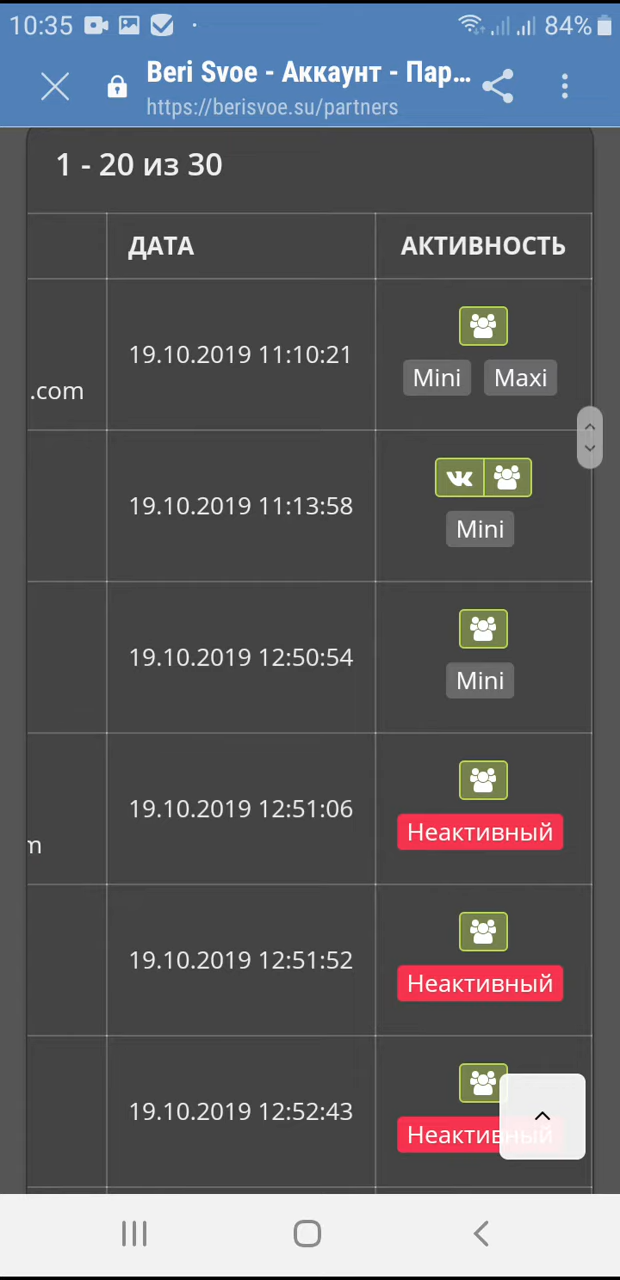 10:35 84%
Beri Svoe - Аккаунт - Пар...
https://berisvoe.su/partners
1 - 20 из 30
ДАТА АКТИВНОСТЬ
.com 19.10.2019 11:10:21 Mini Maxi
19.10.2019 11:13:58 Mini
19.10.2019 12:50:54 Mini
m 19.10.2019 12:51:06 Неактивный
19.10.2019 12:51:52 Неактивный
19.10.2019 12:52:43 Неактивный